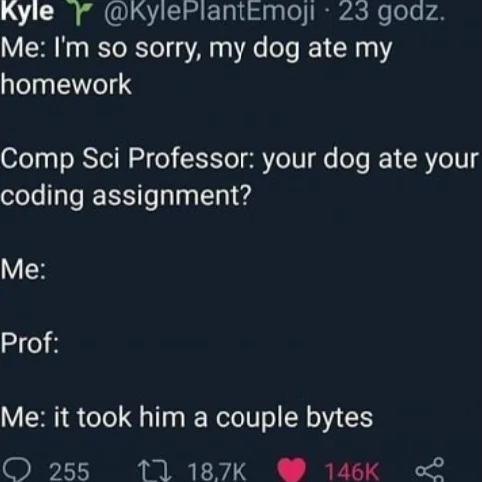 Kyle 🌱 @KylePlantEmoji · 23 godz.
Me: I'm so sorry, my dog ate my
homework
Comp Sci Professor: your dog ate your
coding assignment?
Me:
Prof:
Me: it took him a couple bytes
255 18,7K 146K